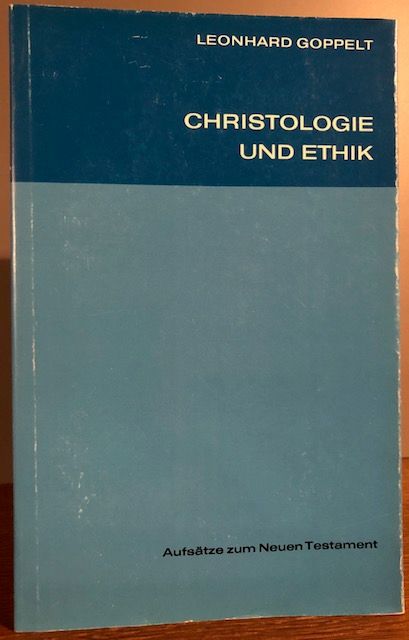 LEONHARD GOPPELT
CHRISTOLOGIE
UND ETHIK
Aufsätze zum Neuen Testament